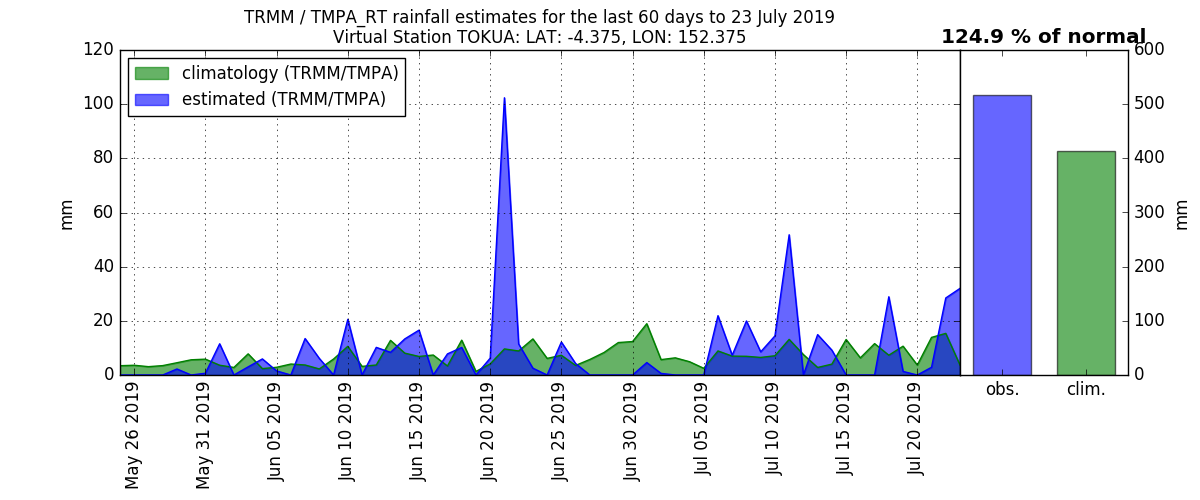 TRMM / TMPA_RT rainfall estimates for the last 60 days to 23 July 2019
Virtual Station TOKUA: LAT: -4.375, LON: 152.375
124.9 % of normal
climatology (TRMM/TMPA)
estimated (TRMM/TMPA)
120
100
80
60
40
20
0
mm
600
500
400
300
200
100
0
mm
May 26 2019
May 31 2019
Jun 05 2019
Jun 10 2019
Jun 15 2019
Jun 20 2019
Jun 25 2019
Jun 30 2019
Jul 05 2019
Jul 10 2019
Jul 15 2019
Jul 20 2019
obs.
clim.